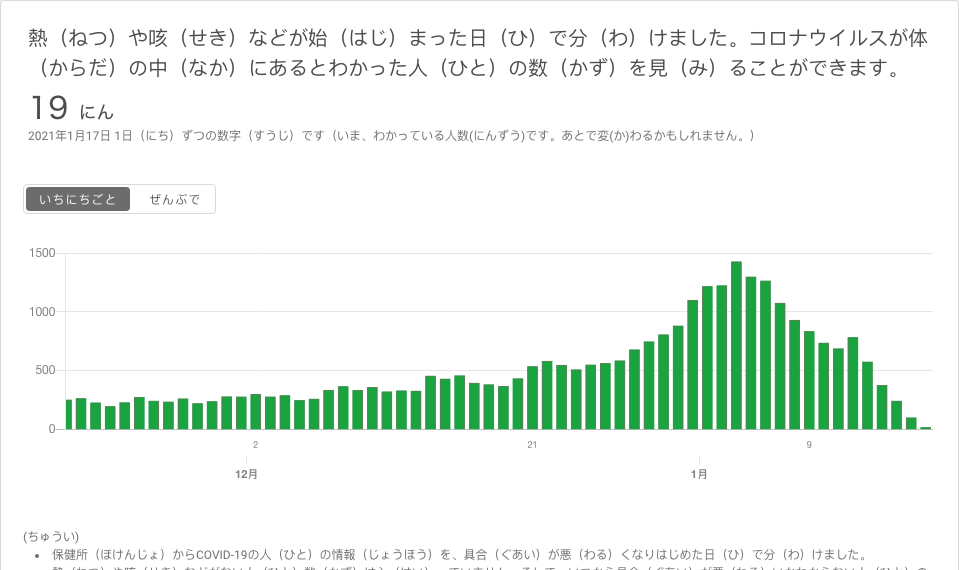 熱（ねつ）や咳（せき）などが始（はじ）まった日（ひ）で分（わ）けました。コロナウイルスが体
（からだ）の中（なか）にあるとわかった人（ひと）の数（かず）を見（み）ることができます。
19 にん
2021年1月17日 1日（にち）ずつの数字（すうじ）です（いま、わかっている人数(にんずう)です。あとで変(か)わるかもしれません。）
いちにちごと ぜんぶで
1500
1000
500
0
2 21 9
12月 1月
(ちゅうい)
• 保健所（ほけんじょ）からCOVID-19の人（ひと）の情報（じょうほう）を、具合（ぐあい）が悪（わる）くなりはじめた日（ひ）で分（わ）けました。